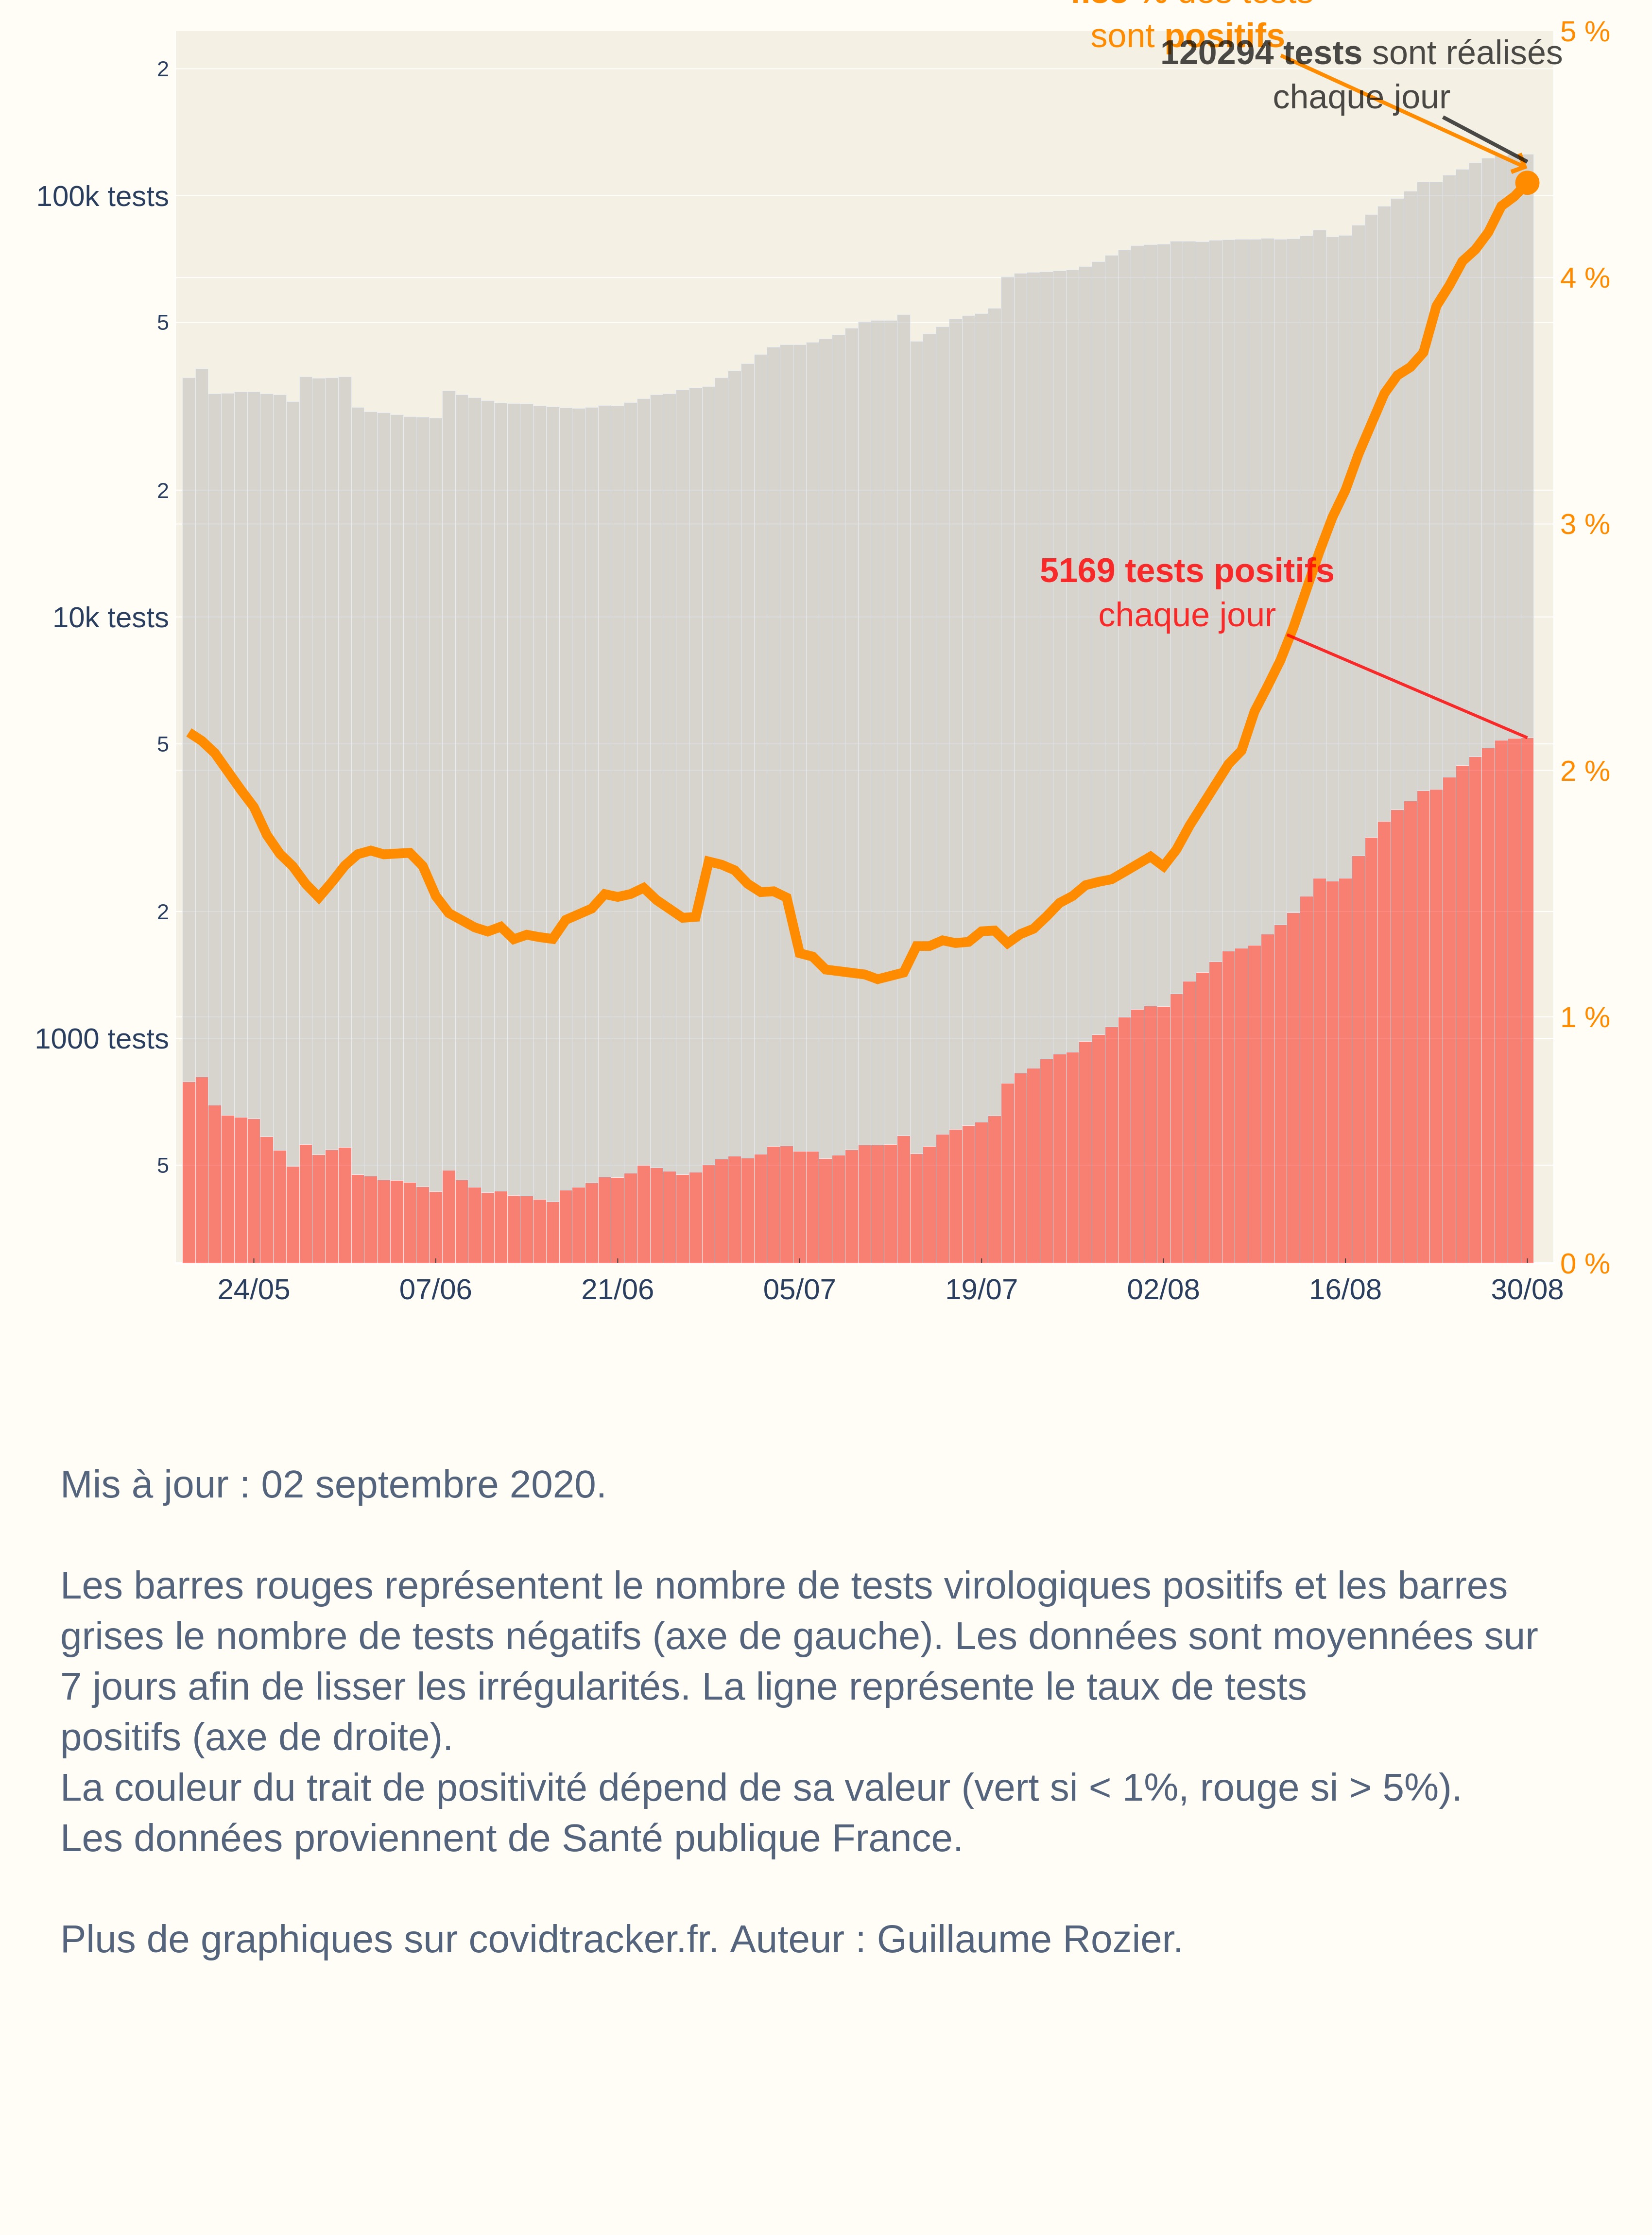 % des tests
sont positifs
120294 tests sont réalisés
chaque jour
5 %
2
100k tests
4 %
5
2
3 %
5169 tests positifs
chaque jour
10k tests
5
2 %
2
1 %
1000 tests
5
0 %
24/05 07/06 21/06 05/07 19/07 02/08 16/08 30/08
Mis à jour : 02 septembre 2020.
Les barres rouges représentent le nombre de tests virologiques positifs et les barres
grises le nombre de tests négatifs (axe de gauche). Les données sont moyennées sur
7 jours afin de lisser les irrégularités. La ligne représente le taux de tests
positifs (axe de droite).
La couleur du trait de positivité dépend de sa valeur (vert si < 1%, rouge si > 5%).
Les données proviennent de Santé publique France.
Plus de graphiques sur covidtracker.fr. Auteur : Guillaume Rozier.